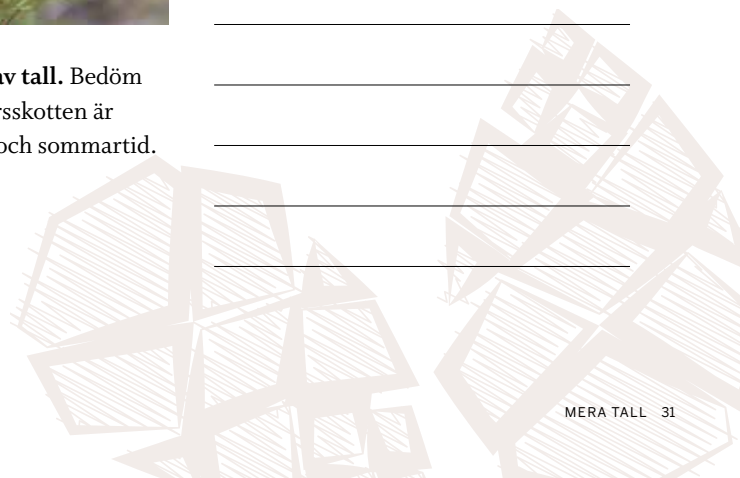 av tall. Bedöm
rsskotten är
och sommartid.
MERA TALL 31